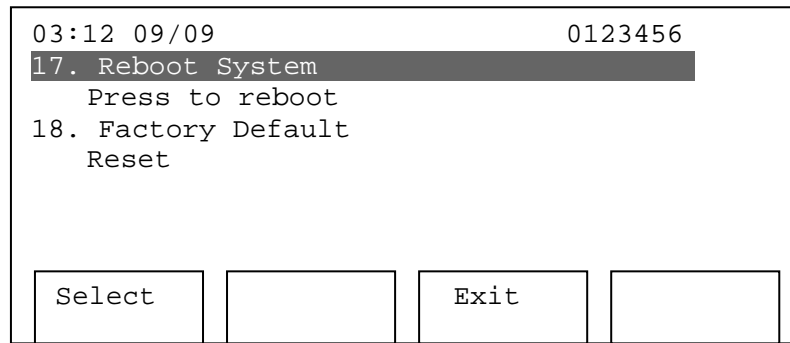 03:12 09/09 0123456
17. Reboot System
Press to reboot
18. Factory Default
Reset
Select Exit